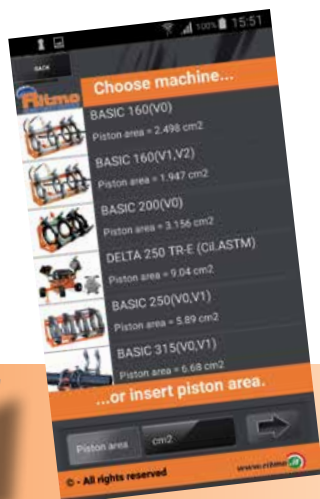 100% 15:51
BACK
Ritmo
Choose machine...
BASIC 160(V0)
Piston area = 2.498 cm2
BASIC 160(V1,V2)
Piston area = 1.947 cm2
BASIC 200(V0)
Piston area = 3.156 cm2
DELTA 250 TR-E (Cil.ASTM)
Piston area = 9.04 cm2
BASIC 250(V0,V1)
Piston area = 5.89 cm2
BASIC 315(V0,V1)
Piston area = 6.68 cm2
...or insert piston area.
Piston area cm2
© - All rights reserved www.ritmo